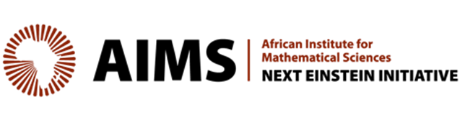 AIMS
African Institute for
Mathematical Sciences
NEXT EINSTEIN INITIATIVE